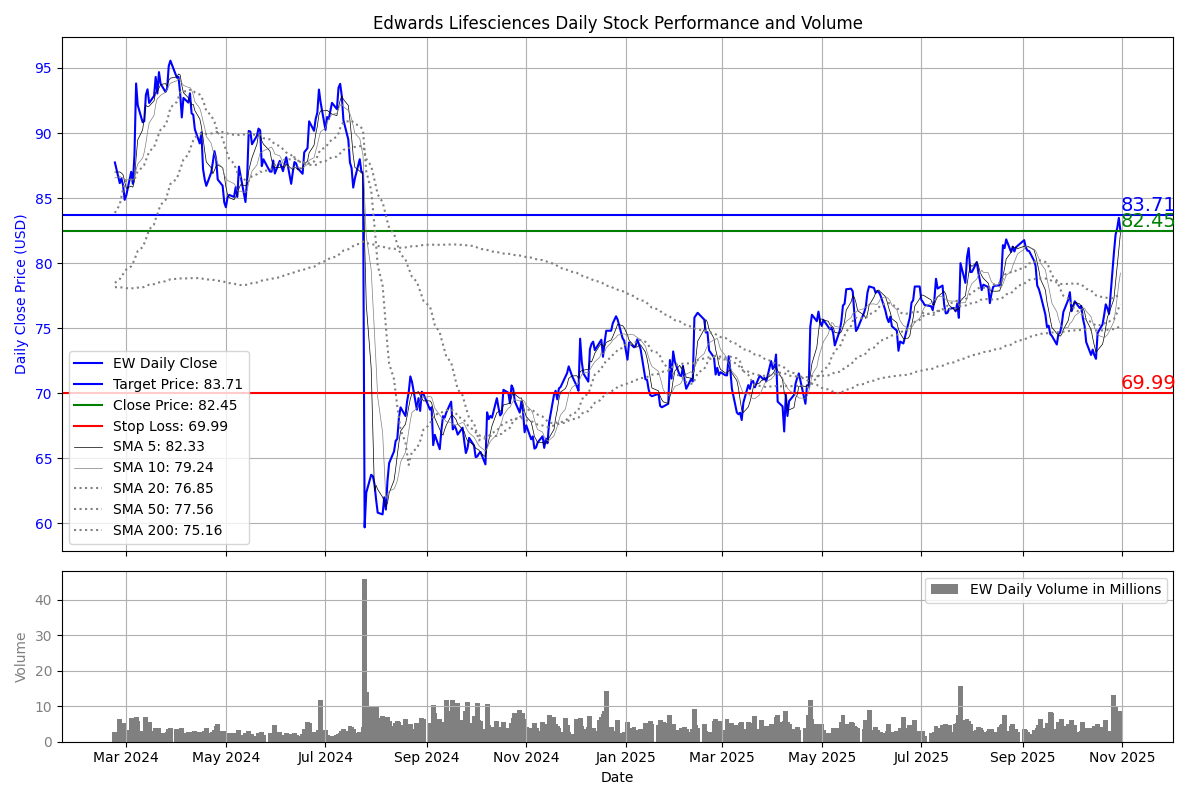 Edwards Lifesciences Daily Stock Performance and Volume
Daily Close Price (USD)
95
90
85
80
75
70
65
60
83.71
82.45
69.99
EW Daily Close
Target Price: 83.71
Close Price: 82.45
Stop Loss: 69.99
SMA 5: 82.33
SMA 10: 79.24
SMA 20: 76.85
SMA 50: 77.56
SMA 200: 75.16
Volume
40
30
20
10
0
EW Daily Volume in Millions
Mar 2024 May 2024 Jul 2024 Sep 2024 Nov 2024 Jan 2025 Mar 2025 May 2025 Jul 2025 Sep 2025 Nov 2025
Date